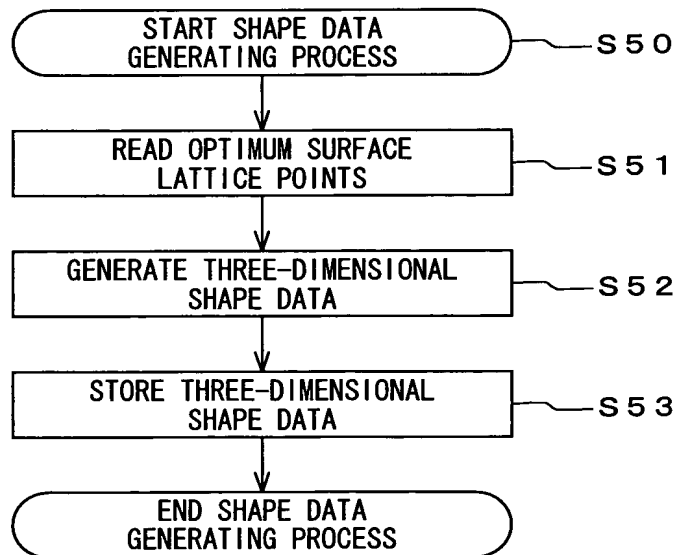 START SHAPE DATA
GENERATING PROCESS
S50
READ OPTIMUM SURFACE
LATTICE POINTS
S51
GENERATE THREE-DIMENSIONAL
SHAPE DATA
S52
STORE THREE-DIMENSIONAL
SHAPE DATA
S53
END SHAPE DATA
GENERATING PROCESS